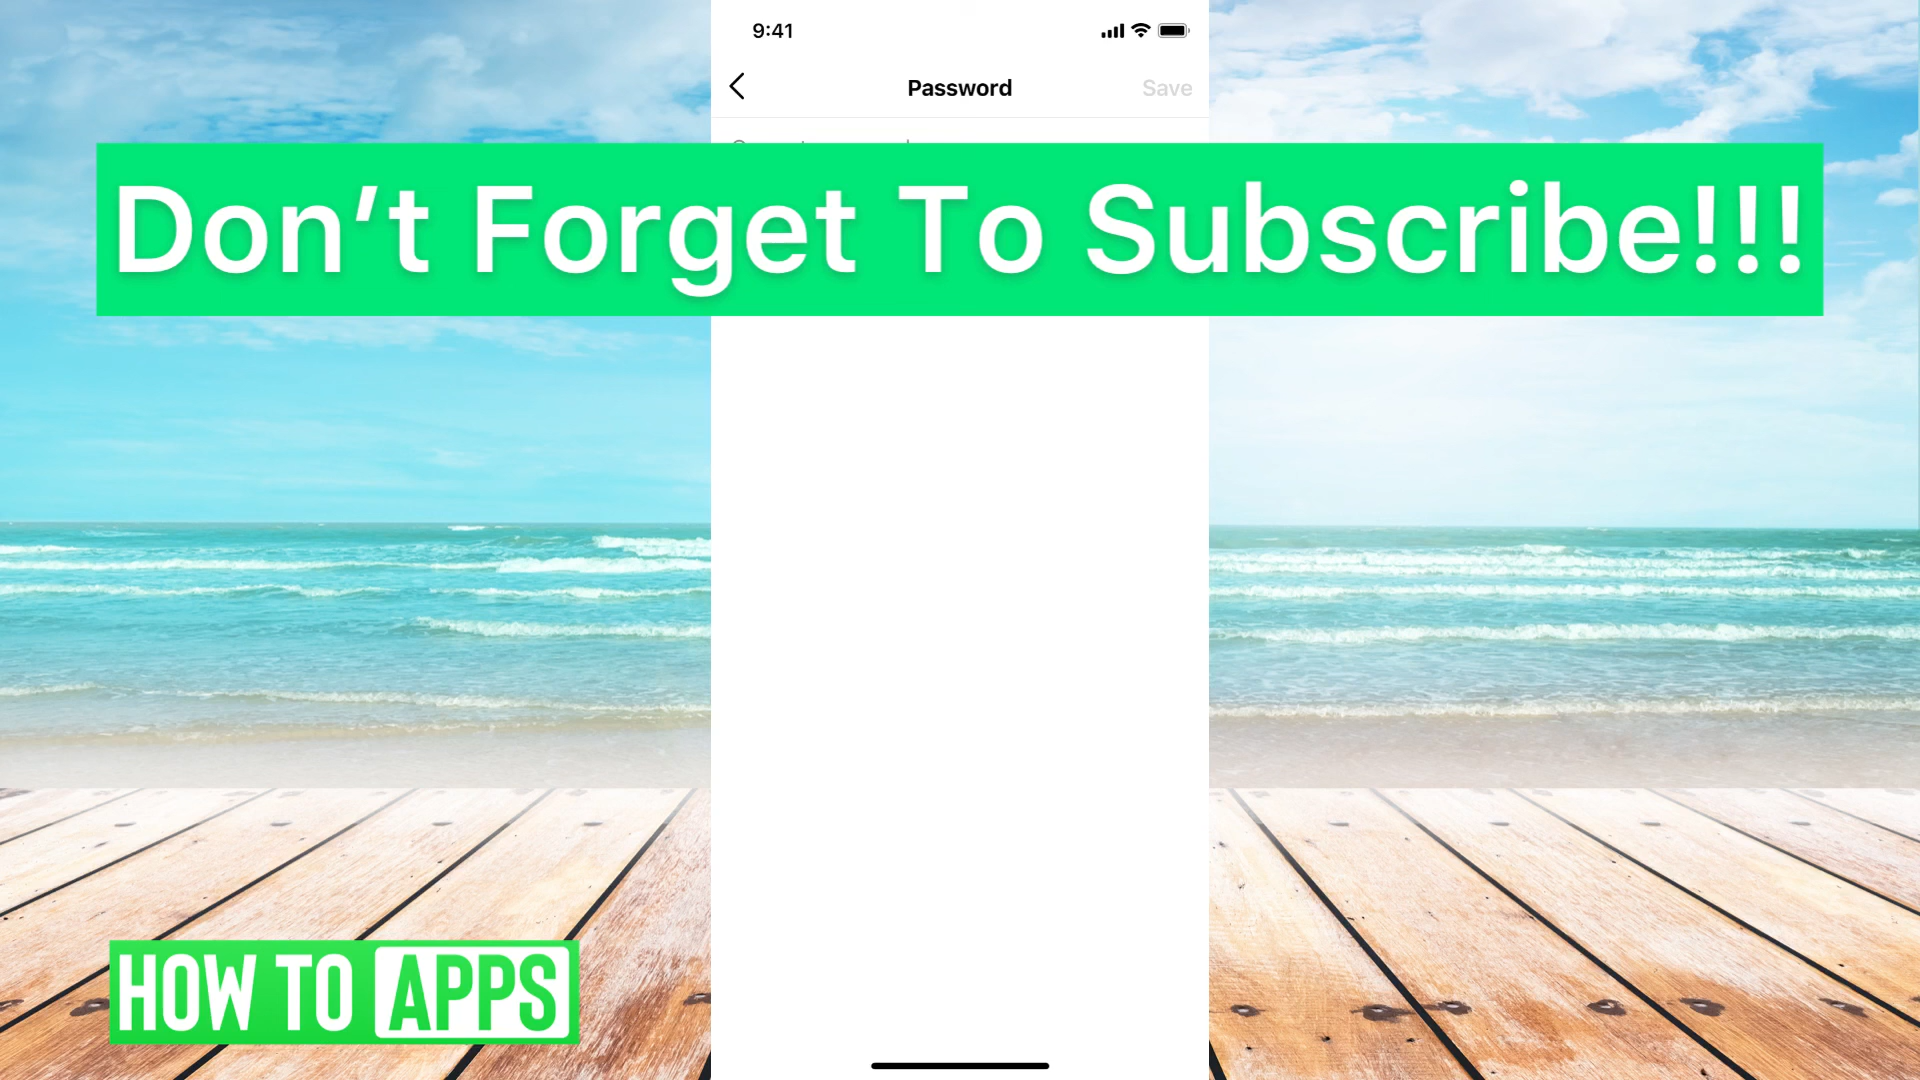 9:41
Password
Save
Don’t Forget To Subscribe!!!
HOW TO APPS